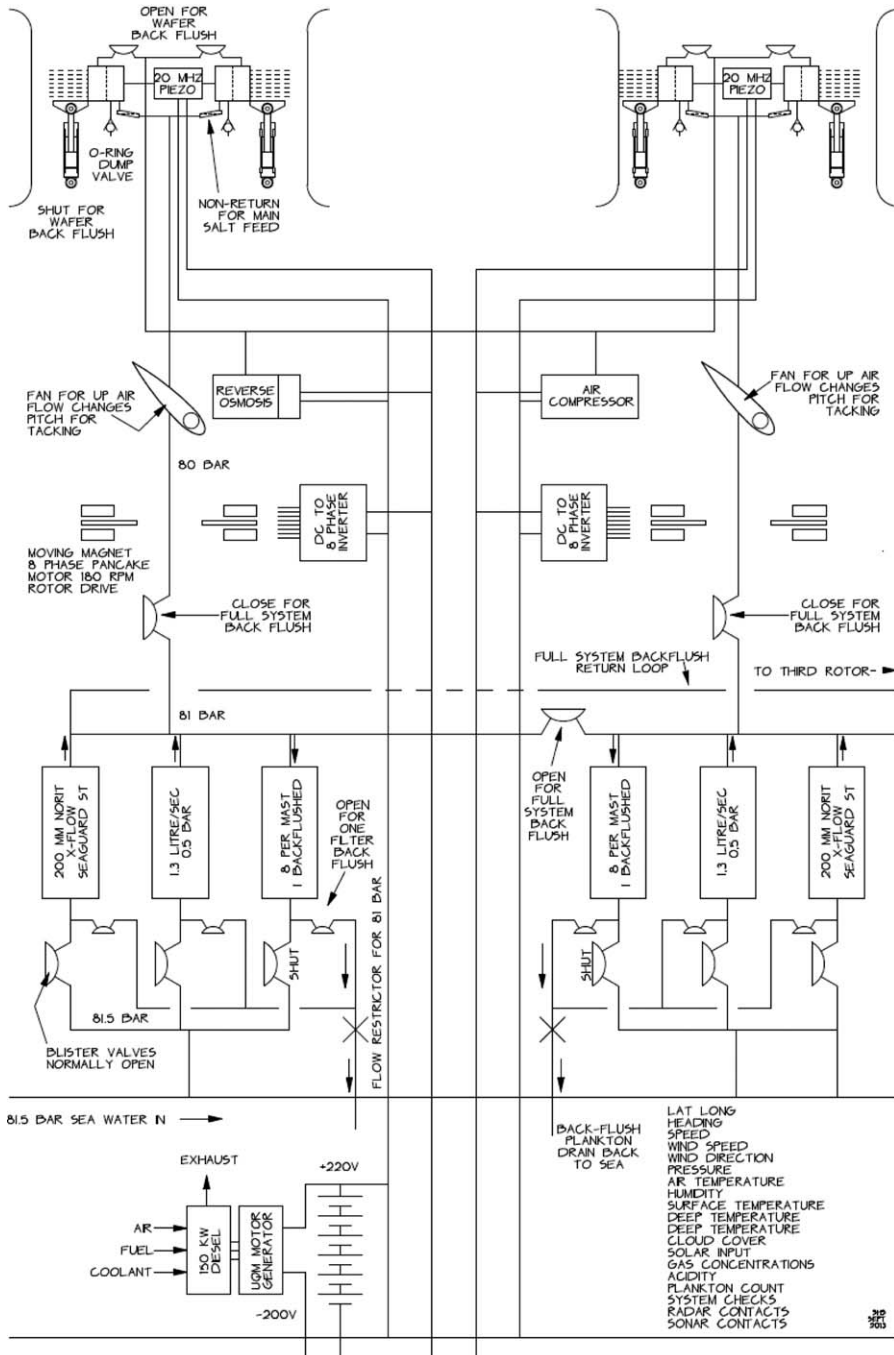 OPEN FOR
WAFER
BACK FLUSH
20 MHZ
PIEZO
20 MHZ
PIEZO
O-RING
DUMP
VALVE
NON-RETURN
FOR MAIN
SALT FEED
SHUT FOR
WAFER
BACK FLUSH
FAN FOR UP AIR
FLOW CHANGES
PITCH FOR
TACKING
REVERSE
OSMOSIS
AIR
COMPRESSOR
FAN FOR UP AIR
FLOW CHANGES
PITCH FOR
TACKING
80 BAR
DC TO
8 PHASE
INVERTER
DC TO
8 PHASE
INVERTER
MOVING MAGNET
8 PHASE PANCAKE
MOTOR 180 RPM
ROTOR DRIVE
CLOSE FOR
FULL SYSTEM
BACK FLUSH
CLOSE FOR
FULL SYSTEM
BACK FLUSH
FULL SYSTEM BACKFLUSH
RETURN LOOP
TO THIRD ROTOR-
81 BAR
200 MM NORIT
X-FLOW
SEAGUARD ST
1.3 LITRE/SEC
0.5 BAR
8 PER MAST
1 BACKFLUSHED
OPEN
FOR
ONE
FILTER
BACK
FLUSH
OPEN
FOR
FULL
SYSTEM
BACK
FLUSH
8 PER MAST
1 BACKFLUSHED
1.3 LITRE/SEC
0.5 BAR
200 MM NORIT
X-FLOW
SEAGUARD ST
SHUT
FLOW RESTRICTOR FOR 81 BAR
SHUT
81.5 BAR
BLISTER VALVES
NORMALLY OPEN
81.5 BAR SEA WATER IN
BACK-FLUSH
PLANKTON
DRAIN BACK
TO SEA
EXHAUST
AIR
FUEL
COOLANT
150 KW
DIESEL
UQM MOTOR
GENERATOR
+220V
-200V
LAT LONG
HEADING
SPEED
WIND SPEED
WIND DIRECTION
PRESSURE
AIR TEMPERATURE
HUMIDITY
SURFACE TEMPERATURE
DEEP TEMPERATURE
DEEP TEMPERATURE
CLOUD COVER
SOLAR INPUT
GAS CONCENTRATIONS
ACIDITY
PLANKTON COUNT
SYSTEM CHECKS
RADAR CONTACTS
SONAR CONTACTS
SEPT
2013